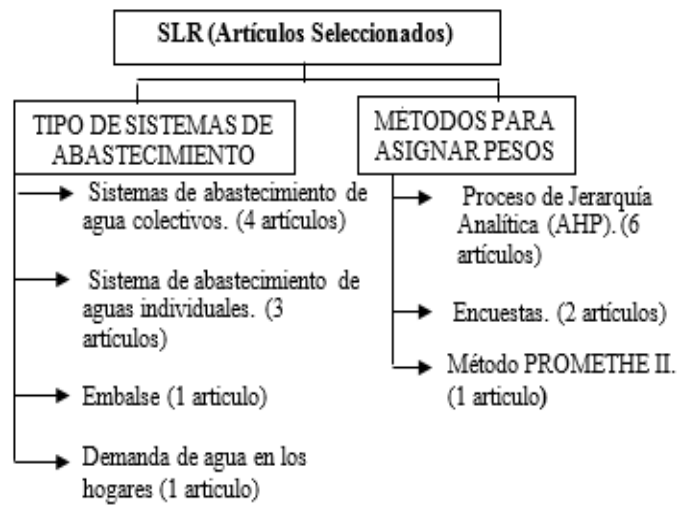 SLR (Artículos Seleccionados)
TIPO DE SISTEMAS DE
ABASTECIMIENTO
Sistemas de abastecimiento de
agua colectivos. (4 artículos)
Sistema de abastecimiento de
aguas individuales. (3
artículos)
Embalse (1 articulo)
Demanda de agua en los
hogares (1 articulo)
MÉTODOS PARA
ASIGNAR PESOS
Proceso de Jerarquía
Analítica (AHP). (6
artículos)
Encuestas. (2 artículos)
Método PROMETHE II.
(1 articulo)